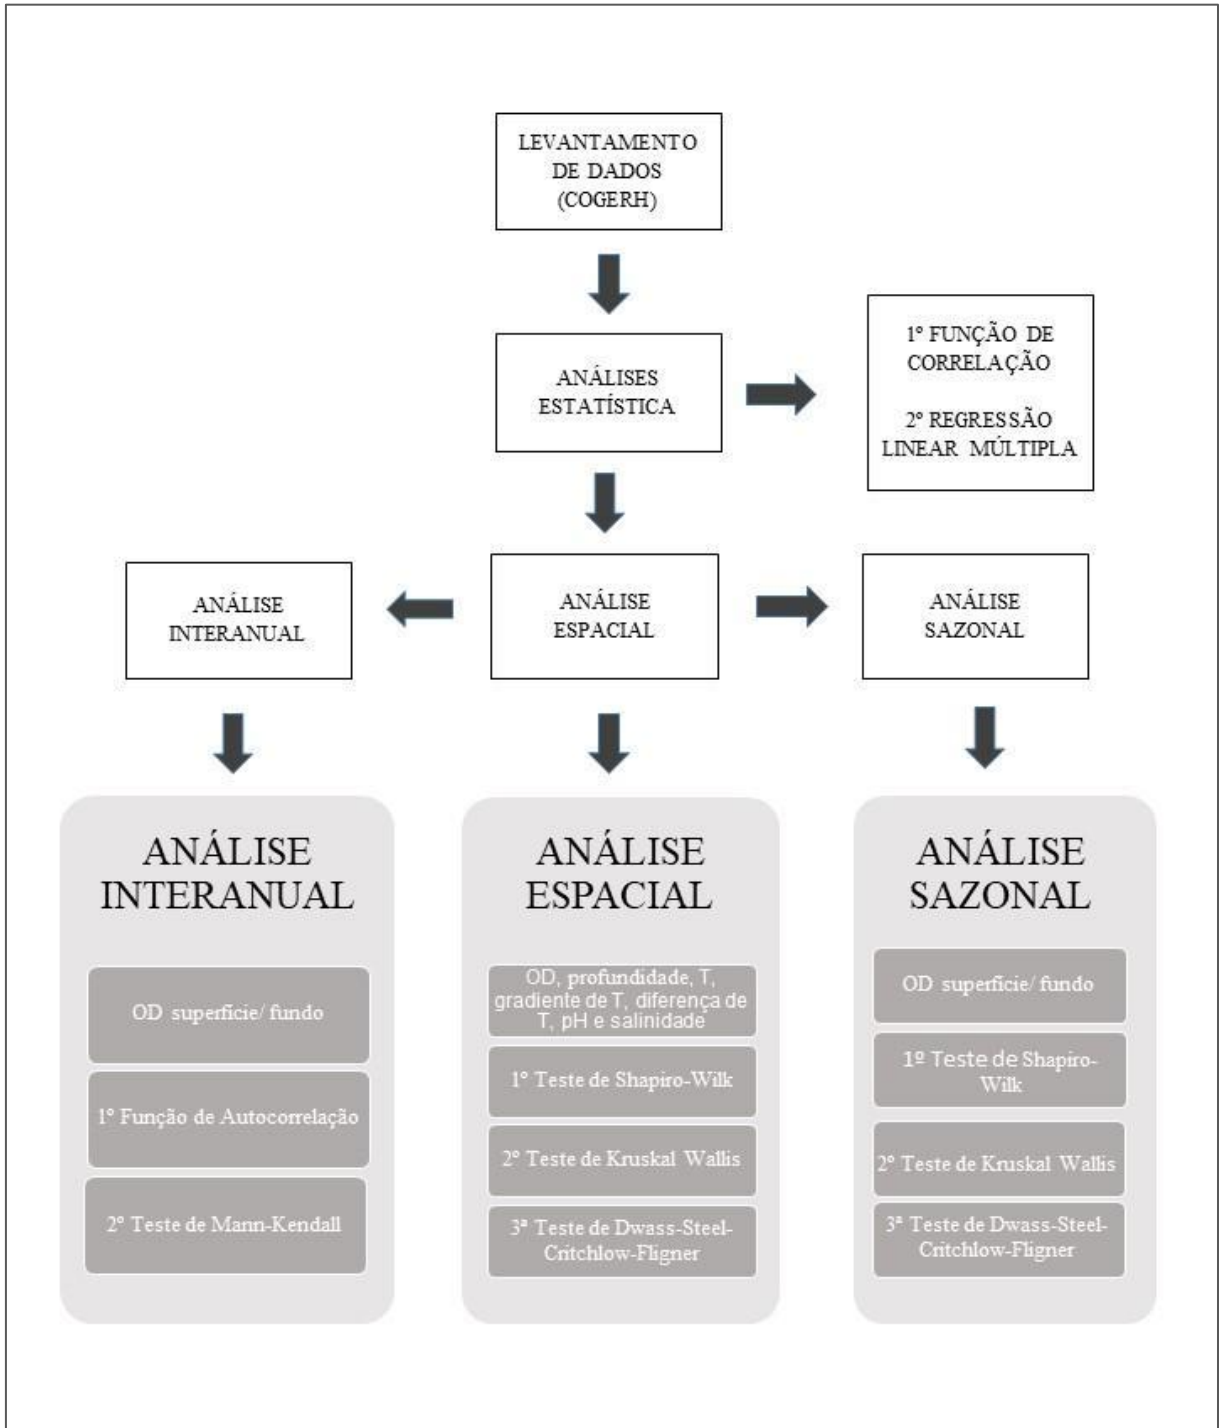 LEVANTAMENTO
DE DADOS
(COGERH)
ANÁLISES
ESTATÍSTICA
1º FUNÇÃO DE
CORRELAÇÃO
2º REGRESSÃO
LINEAR MÚLTIPLA
ANÁLISE
INTERANUAL
ANÁLISE
ESPACIAL
ANÁLISE
SAZONAL
ANÁLISE
INTERANUAL
OD superfície/ fundo
1º Função de Autocorrelação
2º Teste de Mann-Kendall
ANÁLISE
ESPACIAL
OD, profundidade, T,
gradiente de T, diferença de
T, pH e salinidade
1º Teste de Shapiro-Wilk
2º Teste de Kruskal Wallis
3ª Teste de Dwass-Steel-
Critchlow-Fligner
ANÁLISE
SAZONAL
OD superfície/ fundo
1º Teste de Shapiro-
Wilk
2º Teste de Kruskal Wallis
3ª Teste de Dwass-Steel-
Critchlow-Fligner